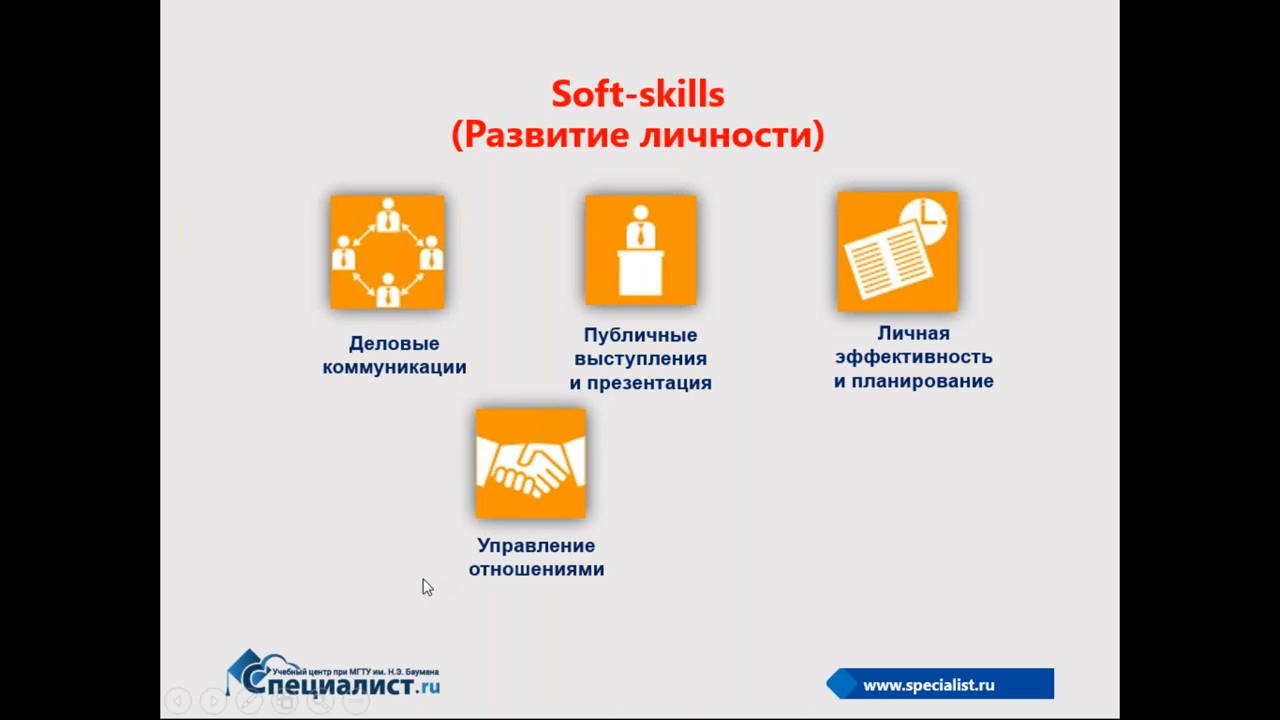 Soft-skills
(Развитие личности)
Деловые
коммуникации
Публичные
выступления
и презентация
Личная
эффективность
и планирование
Управление
отношениями
Учебный центр при МГТУ им. Н.Э. Баумана
Специалист.ru
www.specialist.ru